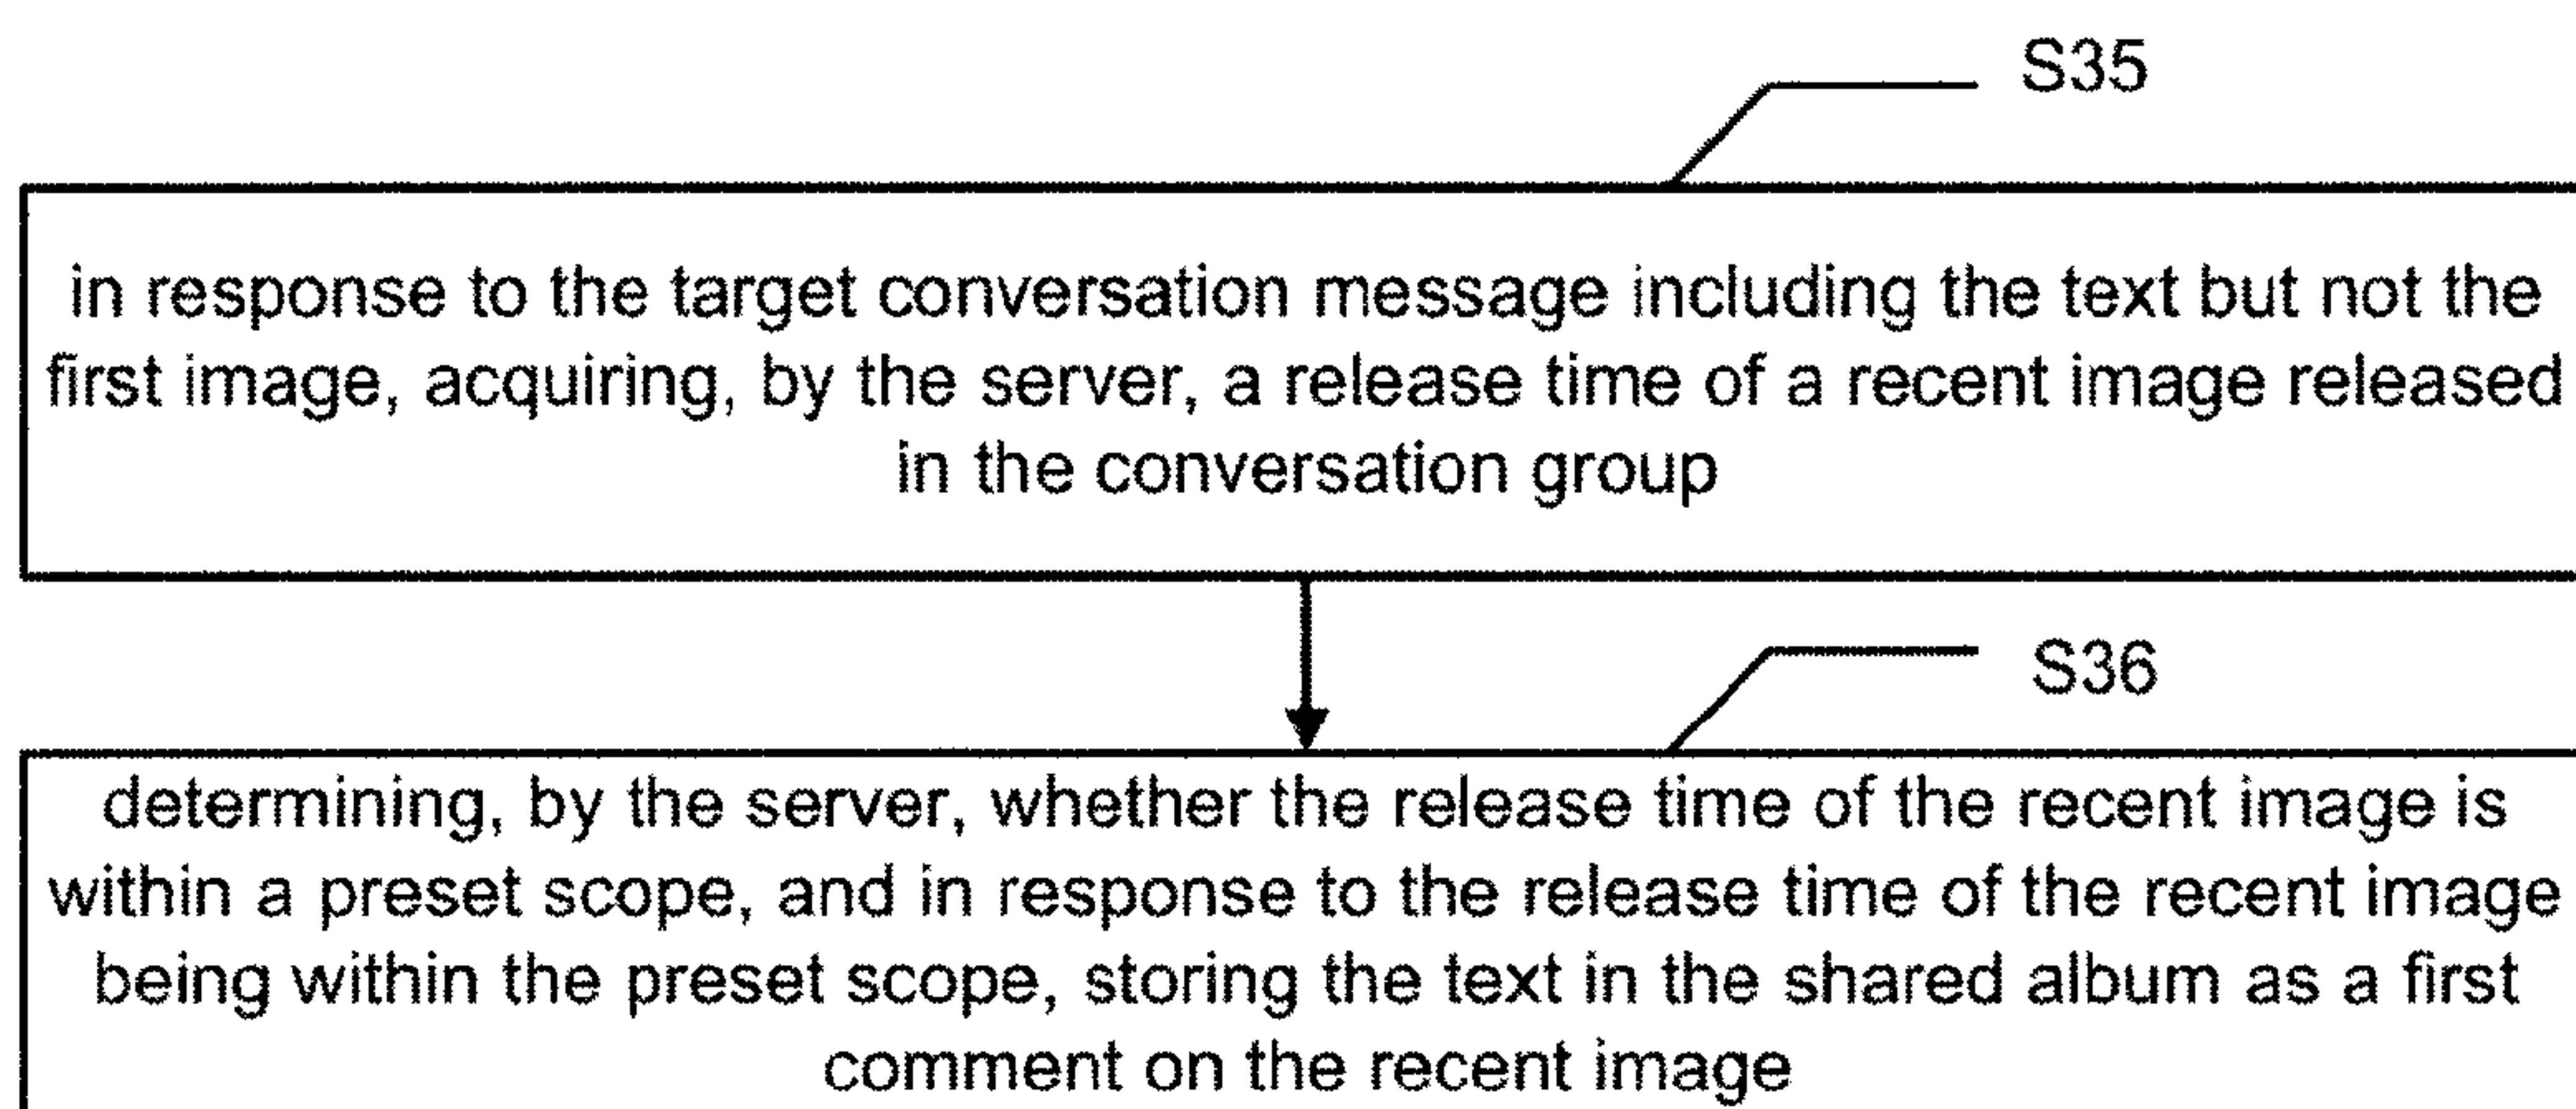 S35
in response to the target conversation message including the text but not the
first image, acquiring, by the server, a release time of a recent image released
in the conversation group
S36
determining, by the server, whether the release time of the recent image is
within a preset scope, and in response to the release time of the recent image
being within the preset scope, storing the text in the shared album as a first
comment on the recent image